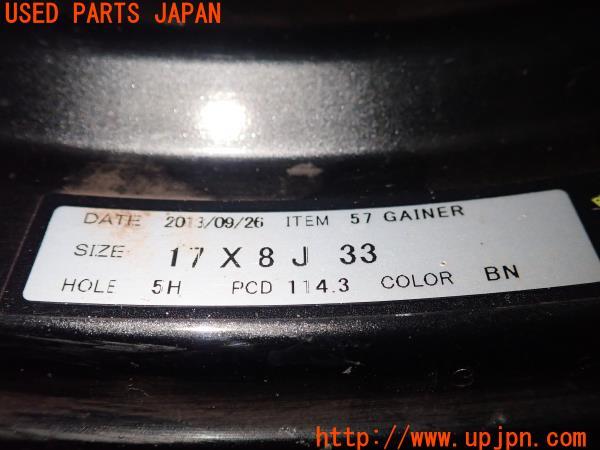 USED PARTS JAPAN
DATE 2013/09/26 ITEM 57 GAINER
SIZE 17 X 8 J 33
HOLE 5H PCD 114.3 COLOR BN
http://www.upjpn.com